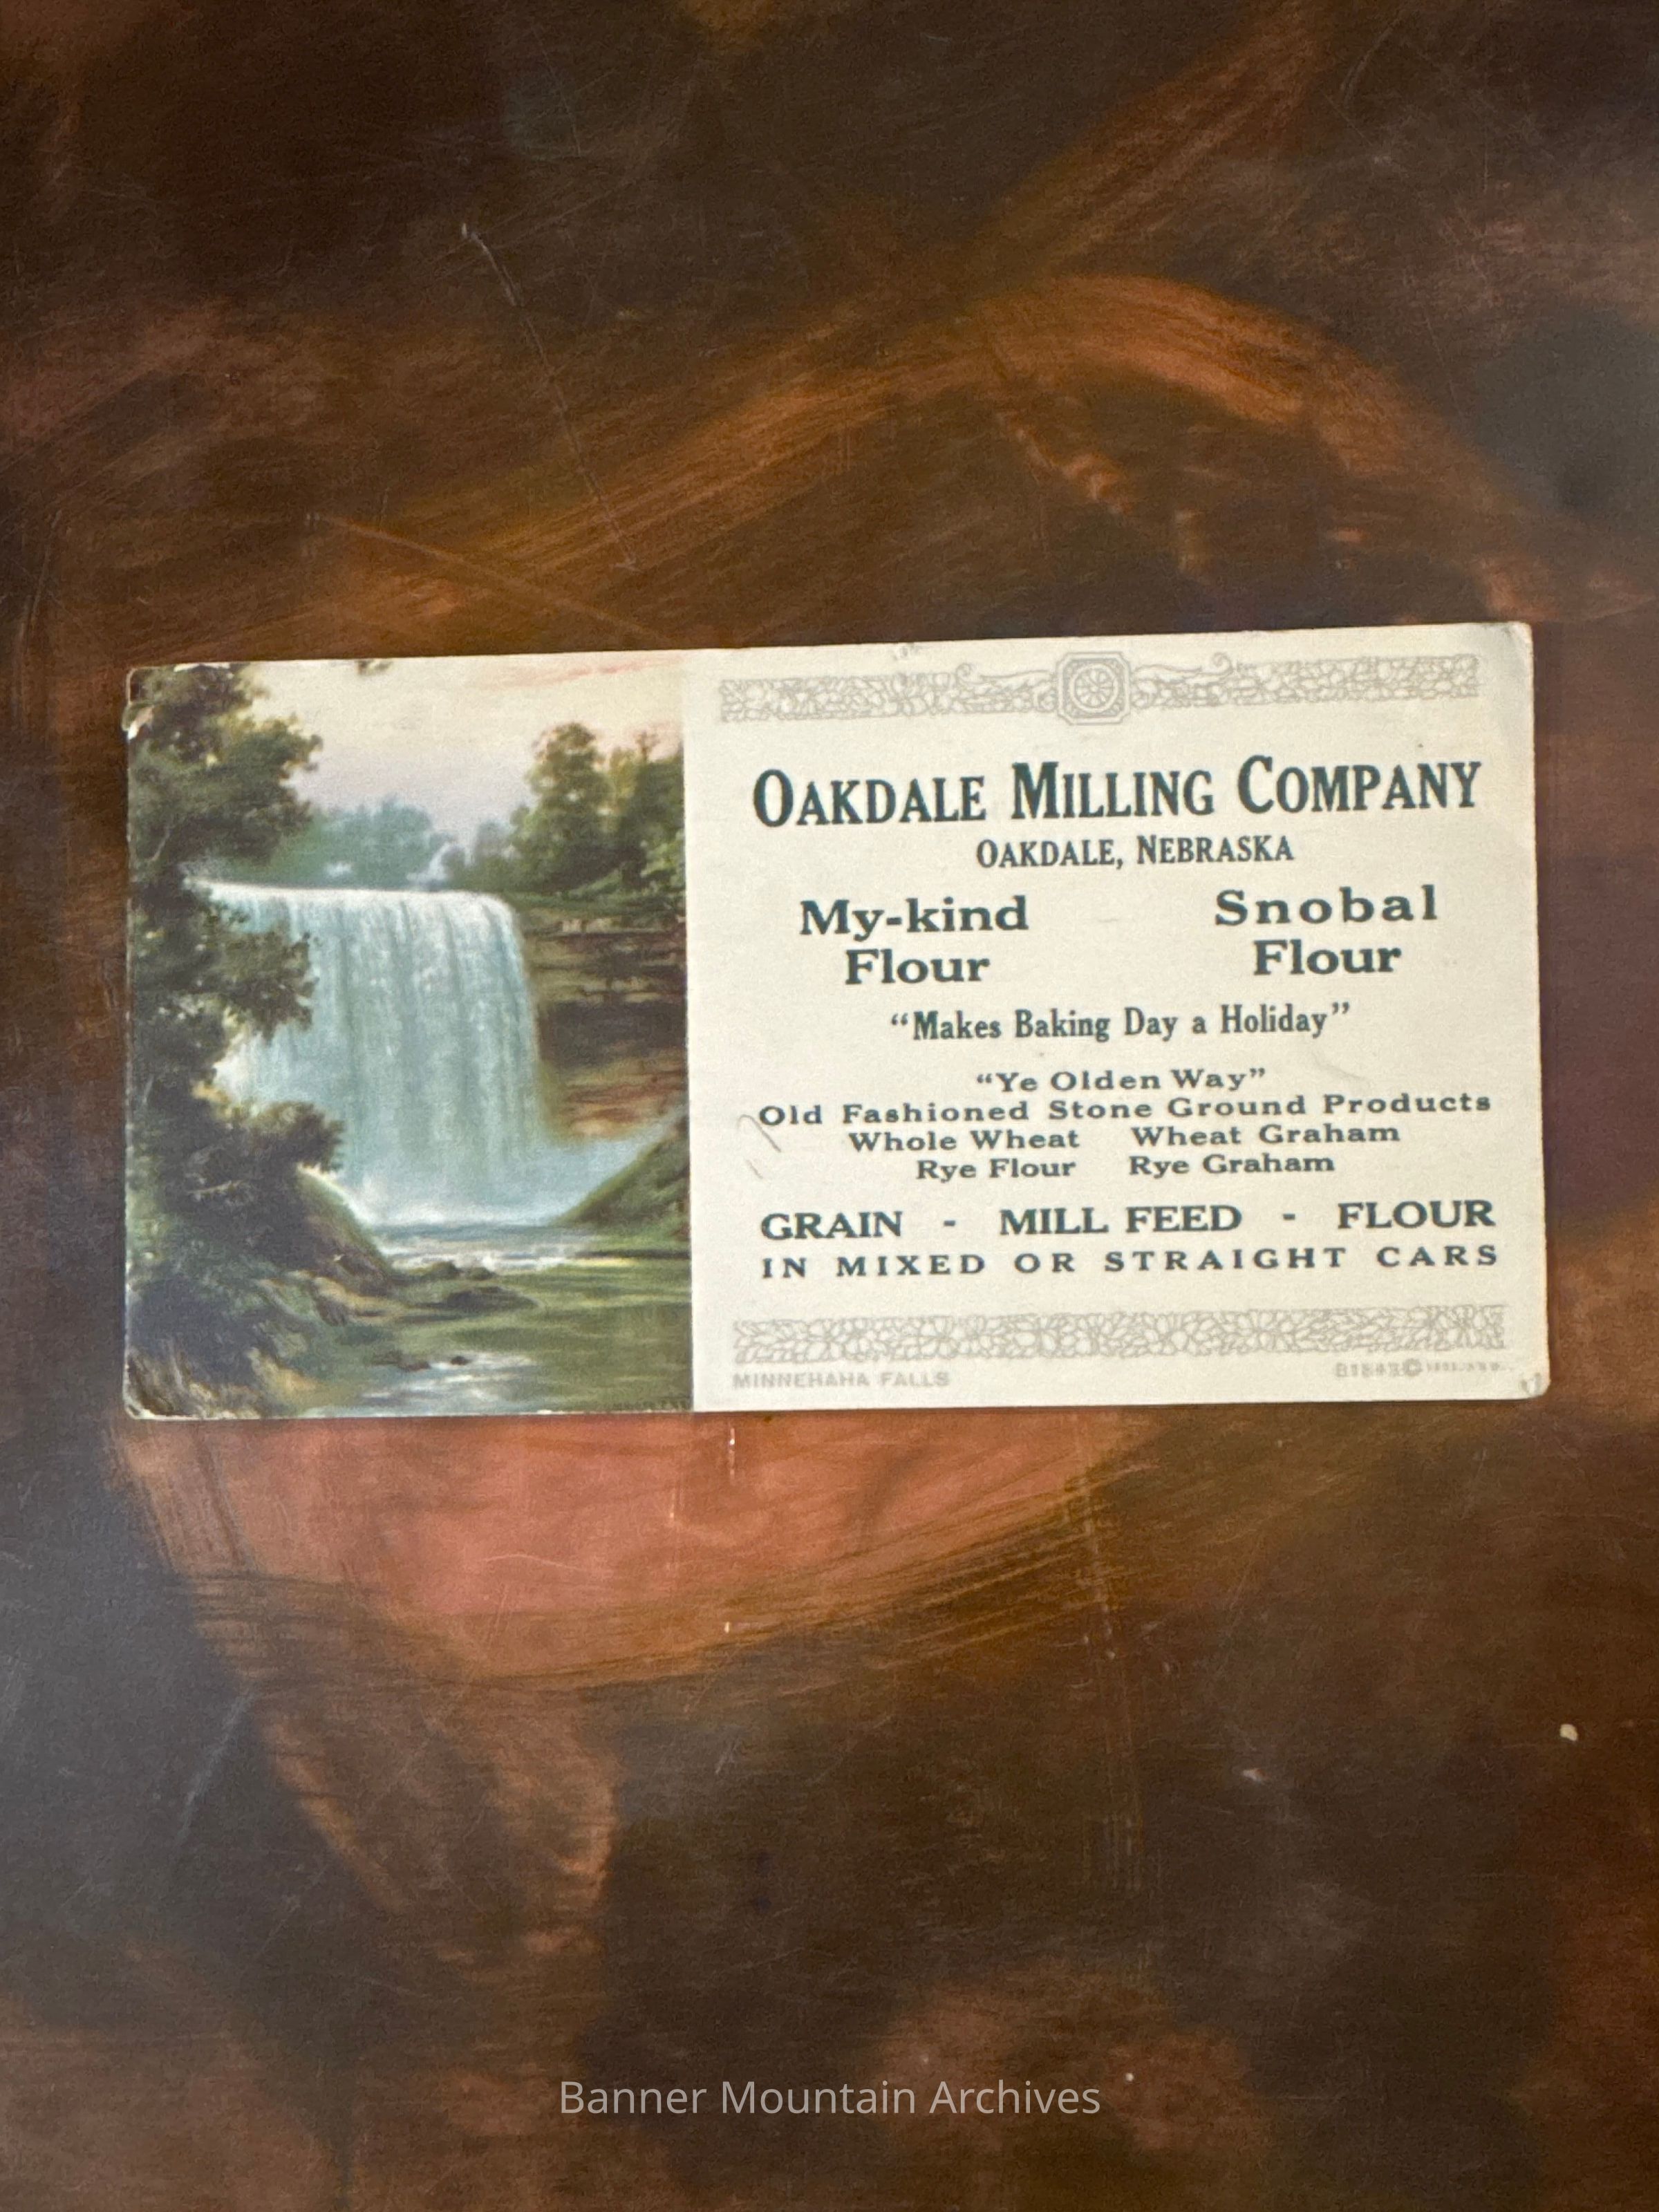 OAKDALE MILLING COMPANY
OAKDALE, NEBRASKA
My-kind Flour
Snobal Flour
“Makes Baking Day a Holiday”
“Ye Olden Way”
Old Fashioned Stone Ground Products
Whole Wheat Wheat Graham
Rye Flour Rye Graham
GRAIN - MILL FEED - FLOUR
IN MIXED OR STRAIGHT CARS
MINNEHAHA FALLS
Banner Mountain Archives